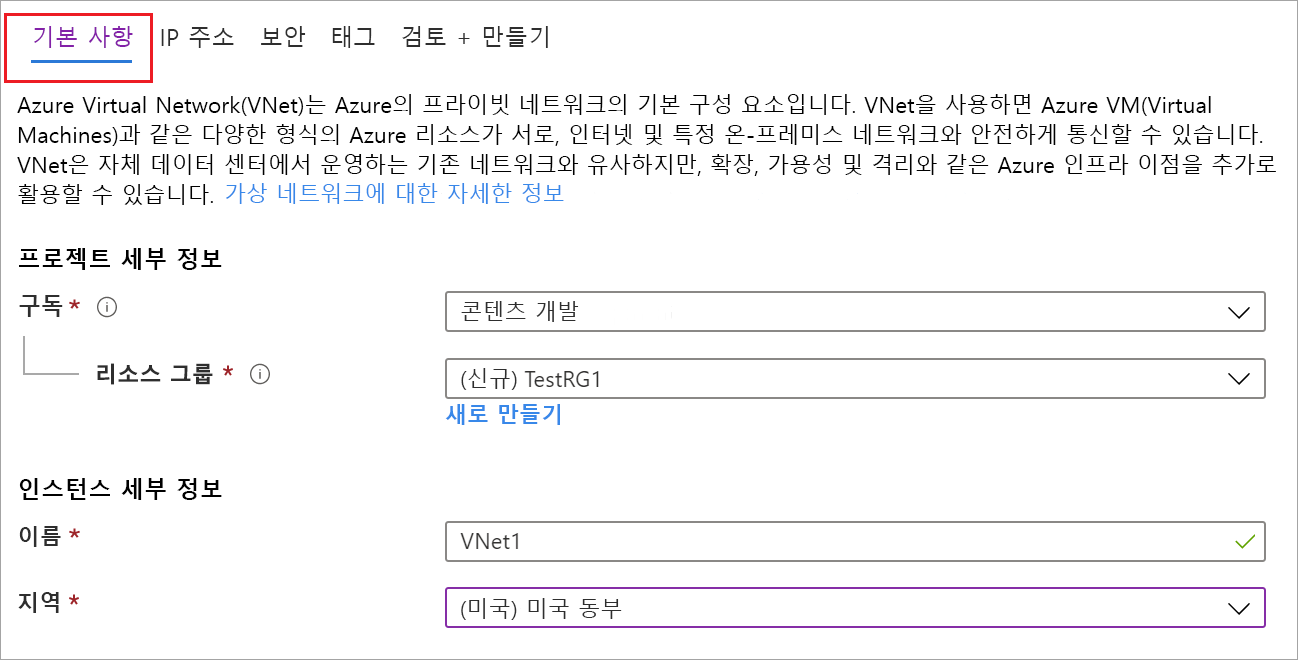 기본 사항 IP 주소 보안 태그 검토 + 만들기
Azure Virtual Network(VNet)는 Azure의 프라이빗 네트워크의 기본 구성 요소입니다. VNet을 사용하면 Azure VM(Virtual
Machines)과 같은 다양한 형식의 Azure 리소스가 서로, 인터넷 및 특정 온-프레미스 네트워크와 안전하게 통신할 수 있습니다.
VNet은 자체 데이터 센터에서 운영하는 기존 네트워크와 유사하지만, 확장, 가용성 및 격리와 같은 Azure 인프라 이점을 추가로
활용할 수 있습니다. 가상 네트워크에 대한 자세한 정보
프로젝트 세부 정보
구독 * 콘텐츠 개발
리소스 그룹 * (신규) TestRG1
새로 만들기
인스턴스 세부 정보
이름 * VNet1
지역 * (미국) 미국 동부